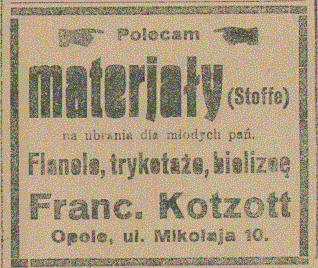 Polecam
materjały (Stoffe)
na ubrania dla młodych pań.
Flanele, trykotaże, bieliznę
Franc. Kotzott
Opole, ul. Mikołaja 10.